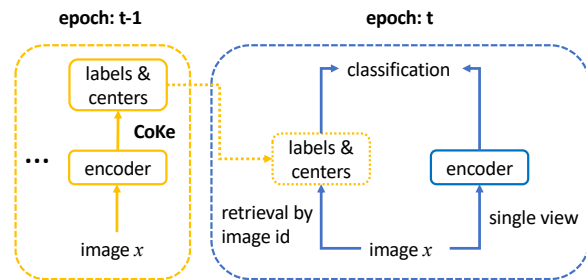 epoch: t-1
epoch: t
labels &
centers
CoKe
...
encoder
image x
classification
labels &
centers
encoder
retrieval by
image id
single view
image x